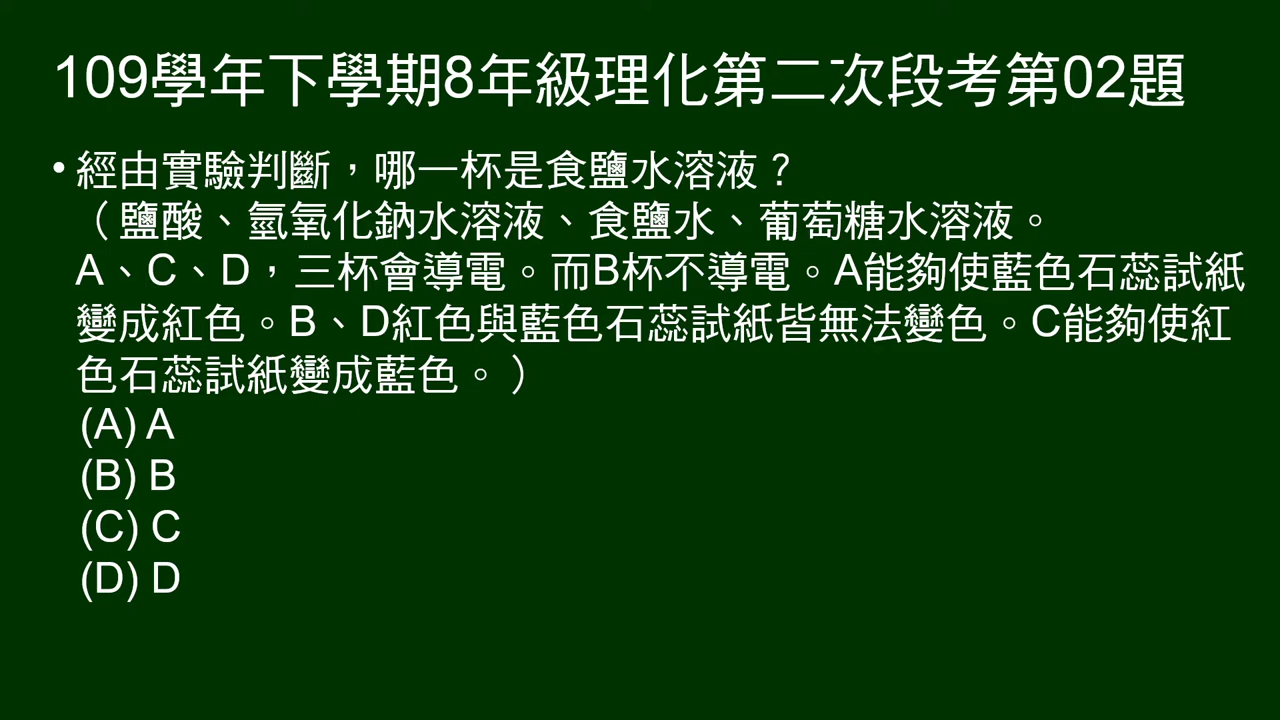 109學年下學期8年級理化第二次段考第02題
• 經由實驗判斷，哪一杯是食鹽水溶液？
（鹽酸、氫氧化鈉水溶液、食鹽水、葡萄糖水溶液。
A、C、D，三杯會導電。而B杯不導電。A能夠使藍色石蕊試紙
變成紅色。B、D紅色與藍色石蕊試紙皆無法變色。C能夠使紅
色石蕊試紙變成藍色。）
(A) A
(B) B
(C) C
(D) D